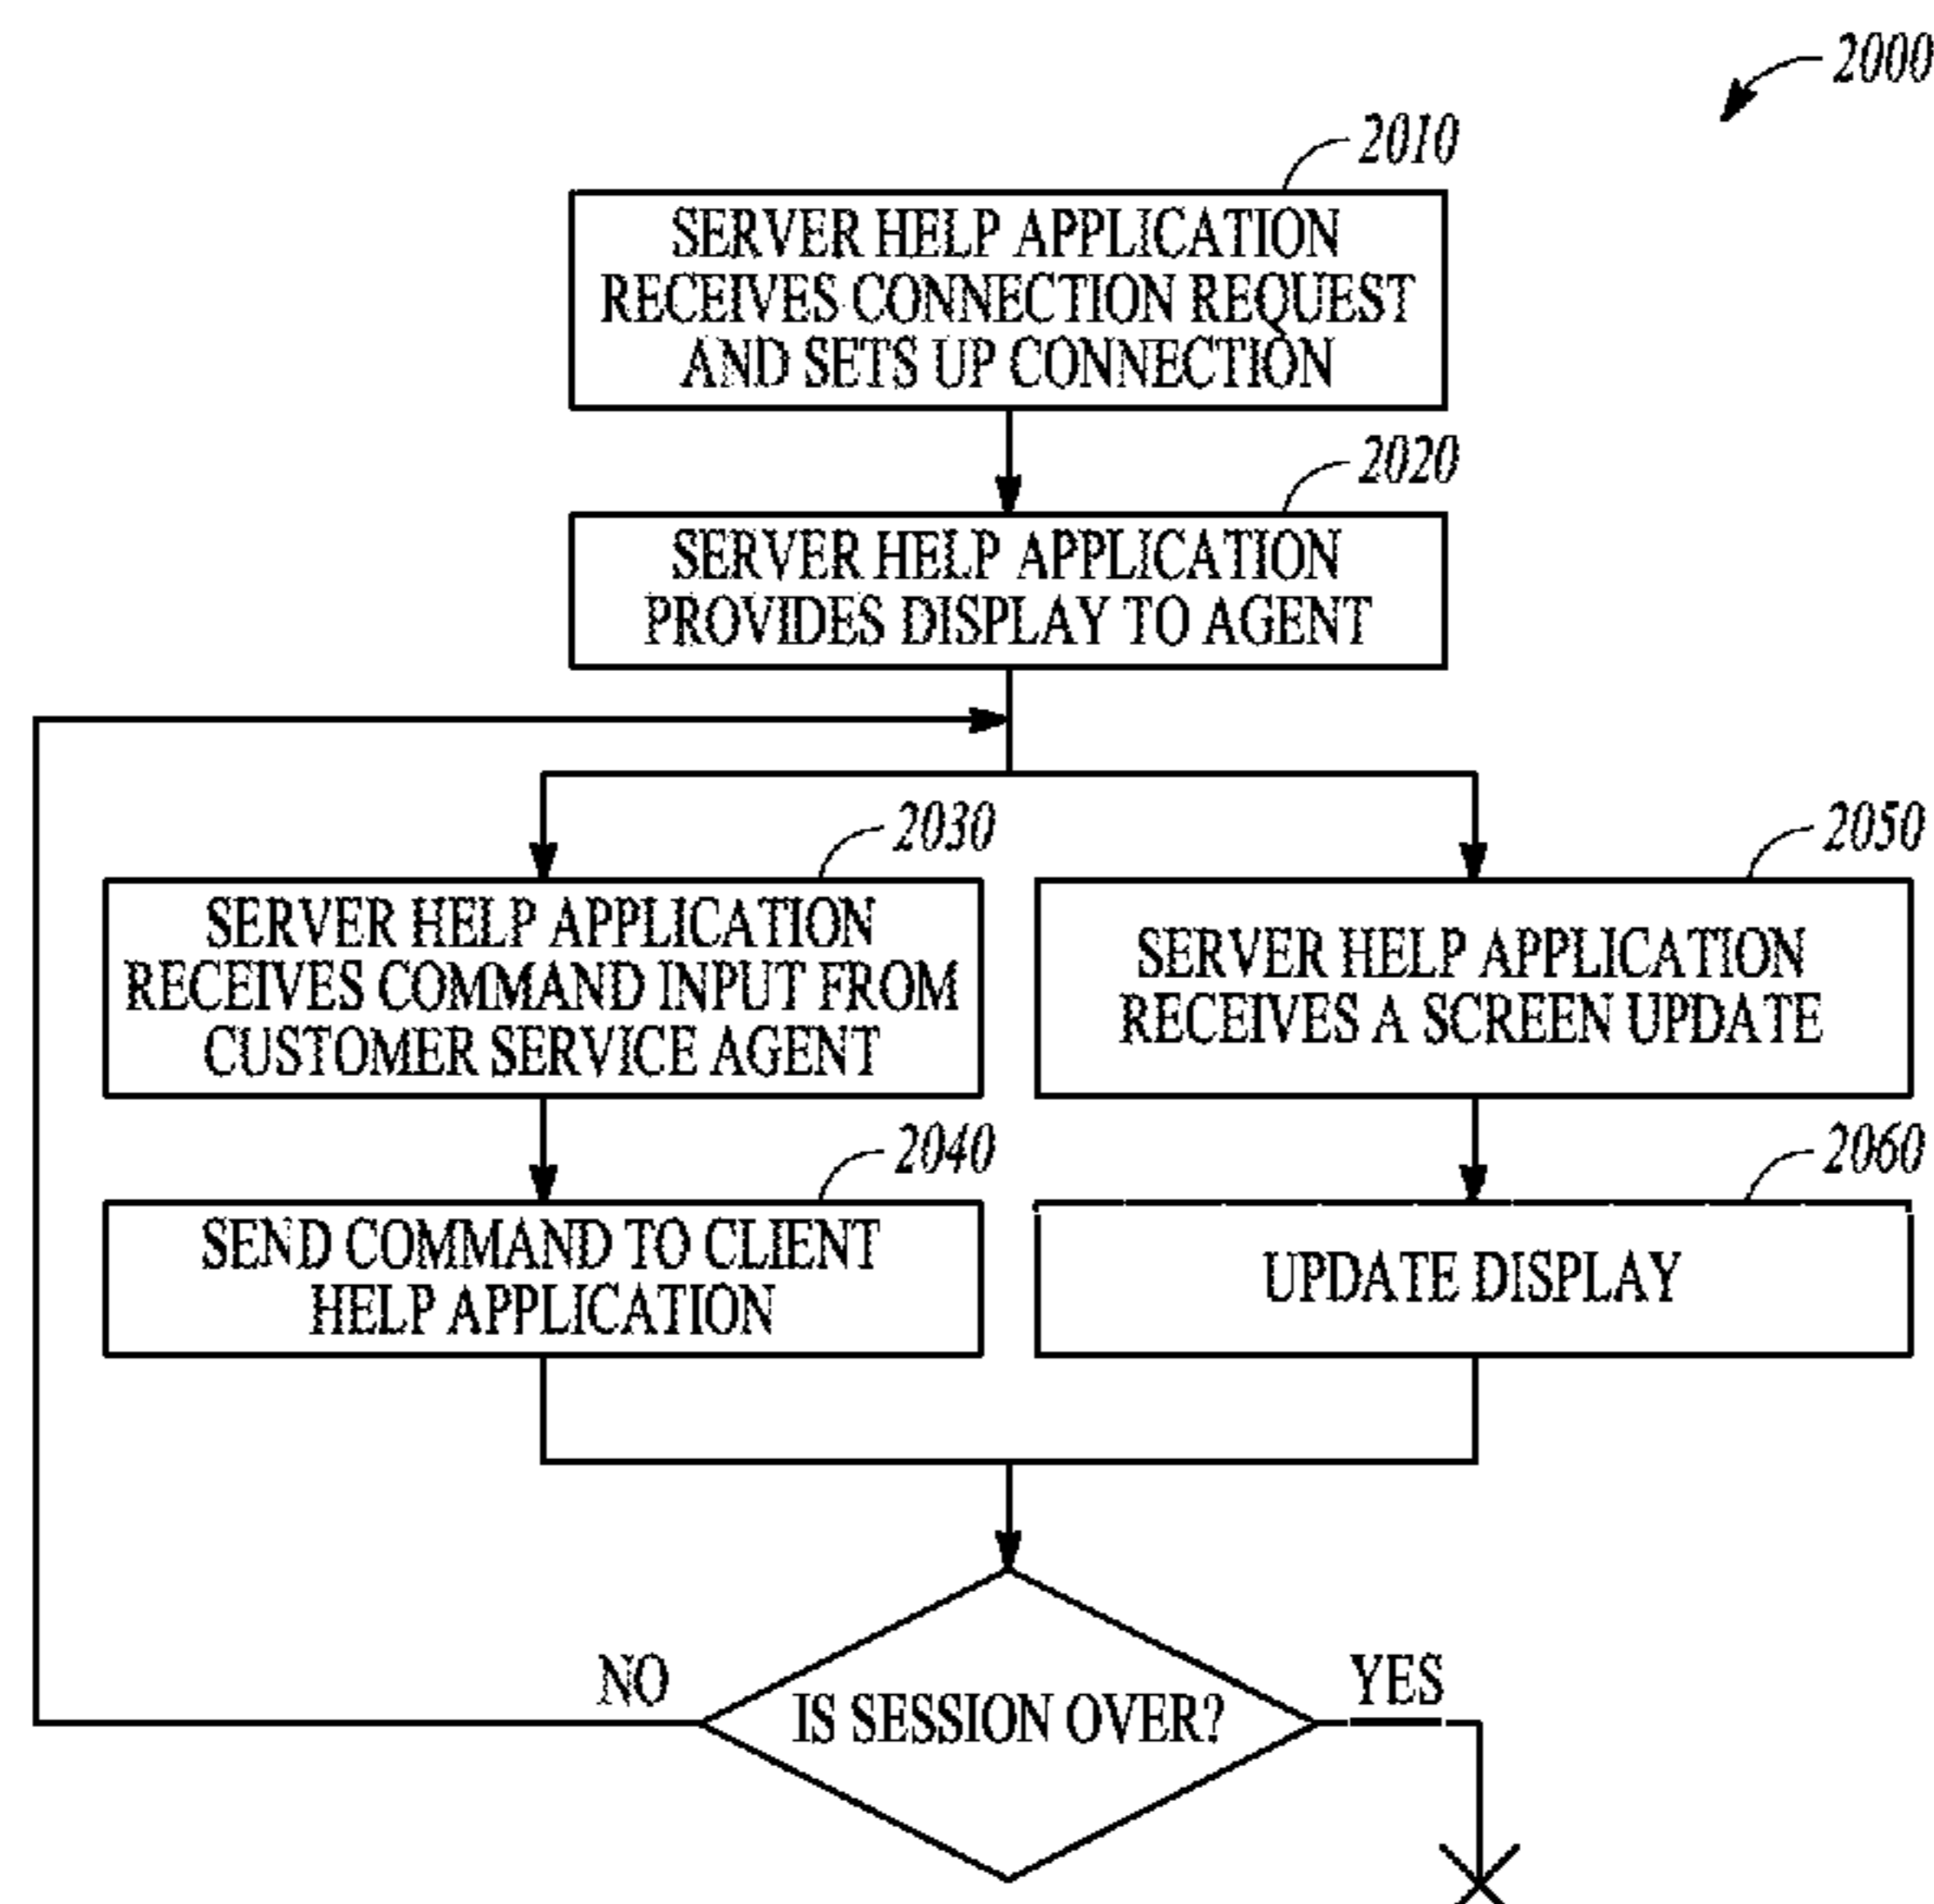 2000
2010
SERVER HELP APPLICATION
RECEIVES CONNECTION REQUEST
AND SETS UP CONNECTION
2020
SERVER HELP APPLICATION
PROVIDES DISPLAY TO AGENT
2030
SERVER HELP APPLICATION
RECEIVES COMMAND INPUT FROM
CUSTOMER SERVICE AGENT
2050
SERVER HELP APPLICATION
RECEIVES A SCREEN UPDATE
2040
SEND COMMAND TO CLIENT
HELP APPLICATION
2060
UPDATE DISPLAY
NO
IS SESSION OVER?
YES